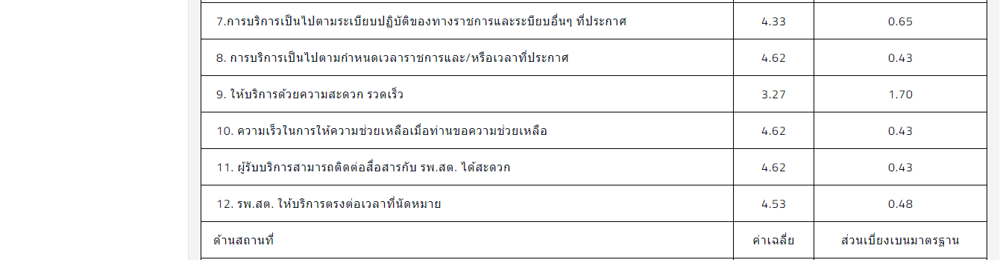 7.การบริการเป็นไปตามระเบียบปฏิบัติของทางราชการและระบียบอื่นๆ ที่ประกาศ 4.33 0.65
8. การบริการเป็นไปตามกำหนดเวลาราชการและ/หรือเวลาที่ประกาศ 4.62 0.43
9. ให้บริการด้วยความสะดวก รวดเร็ว 3.27 1.70
10. ความเร็วในการให้ความช่วยเหลือเมื่อท่านขอความช่วยเหลือ 4.62 0.43
11. ผู้รับบริการสามารถติดต่อสื่อสารกับ รพ.สต. ได้สะดวก 4.62 0.43
12. รพ.สต. ให้บริการตรงต่อเวลาที่นัดหมาย 4.53 0.48
ด้านสถานที่ ค่าเฉลี่ย ส่วนเบี่ยงเบนมาตรฐาน